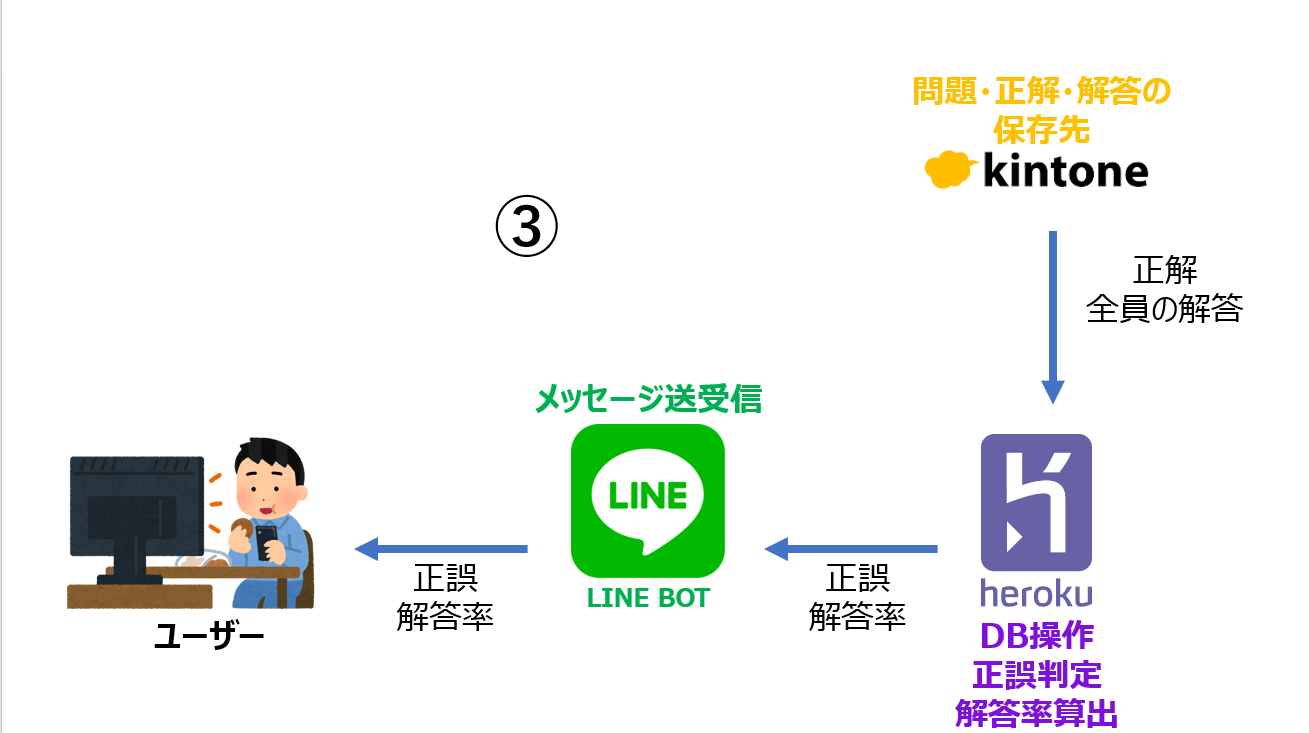 問題・正解・解答の
保存先
kintone
③
正解
全員の解答
メッセージ送受信
LINE
LINE BOT
正誤
解答率
正誤
解答率
heroku
DB操作
正誤判定
解答率算出
ユーザー